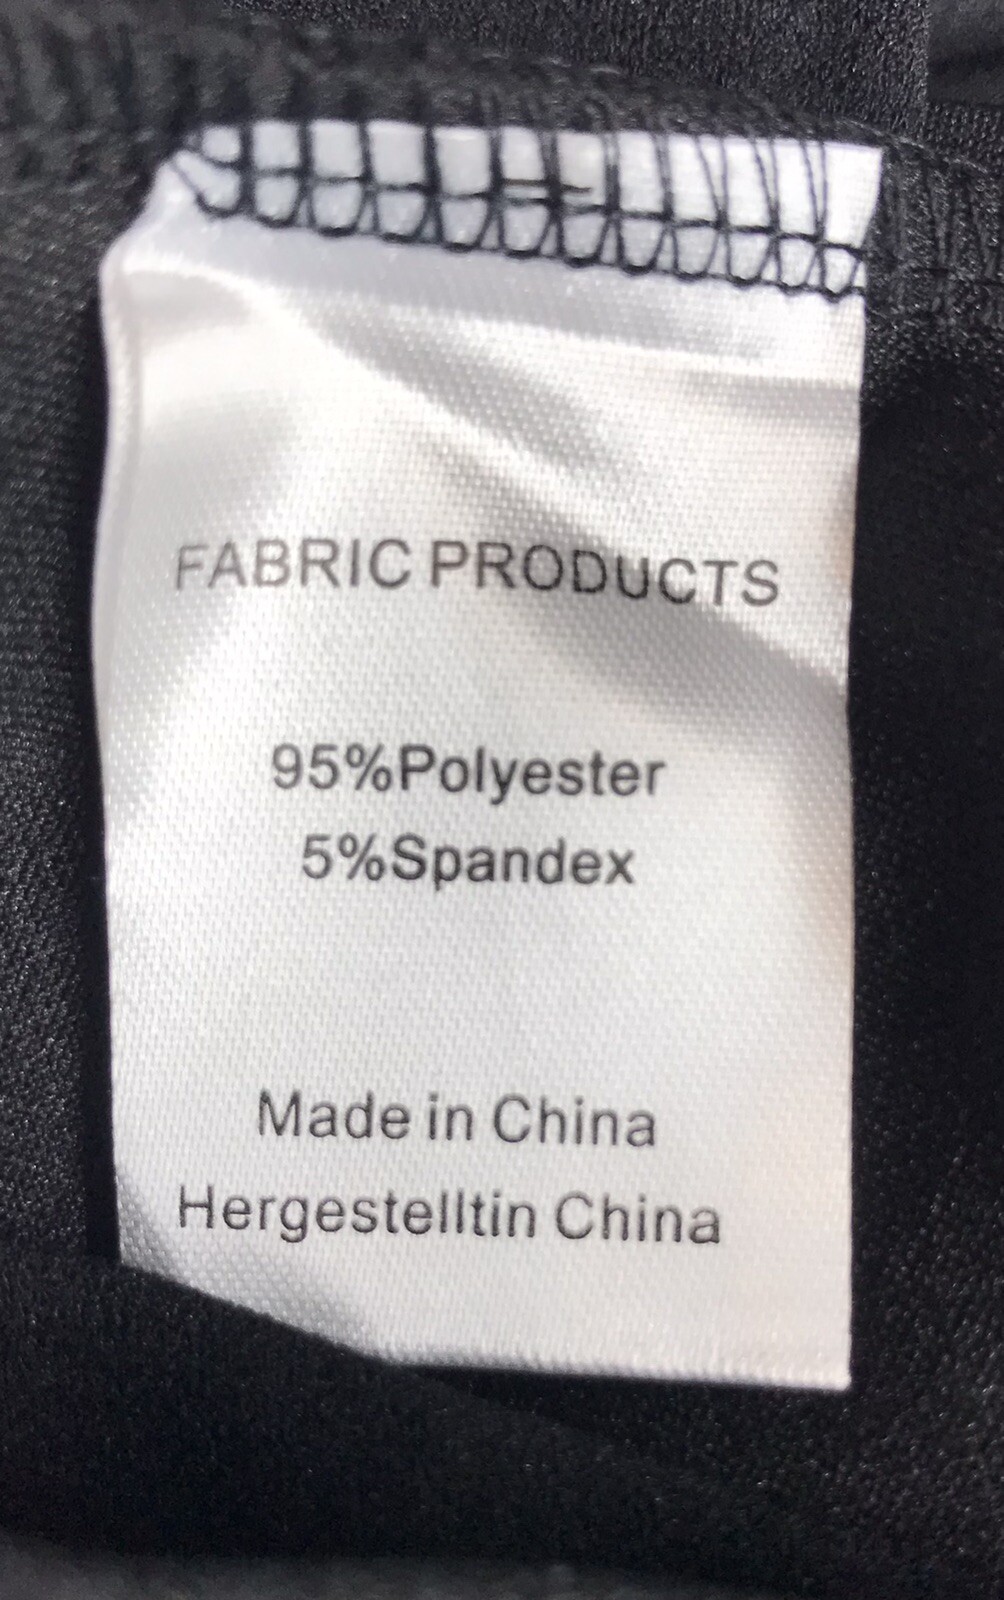 FABRIC PRODUCTS
95%Polyester
5%Spandex
Made in China
Hergestelltin China